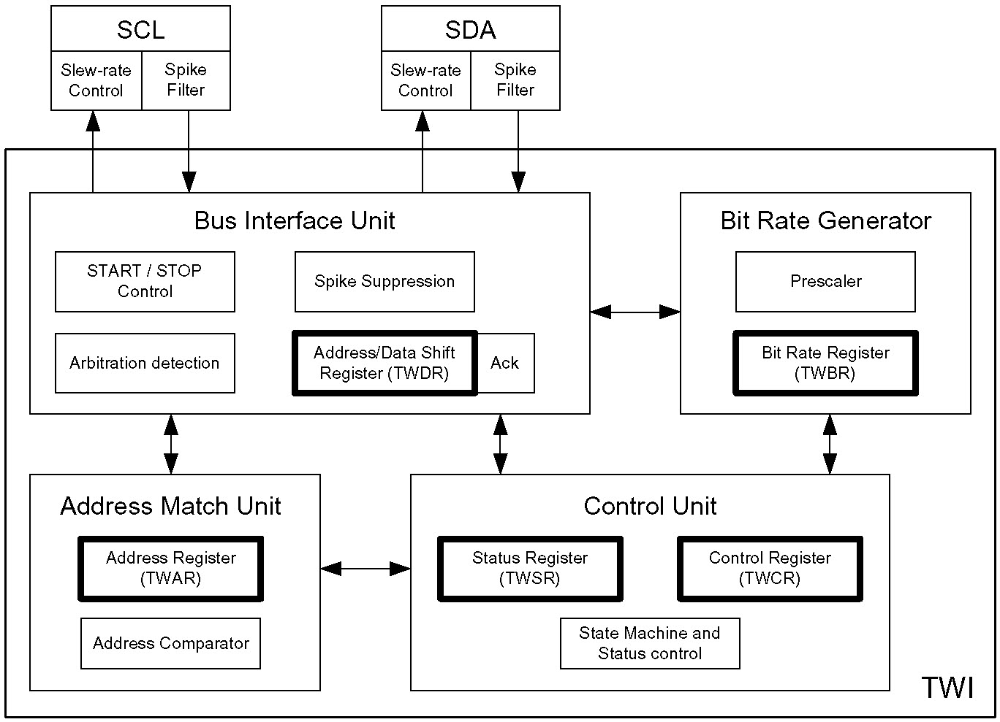 SCL
Slew-rate
Control
Spike
Filter
SDA
Slew-rate
Control
Spike
Filter
Bus Interface Unit
START / STOP
Control
Spike Suppression
Arbitration detection
Address/Data Shift
Register (TWDR)
Ack
Bit Rate Generator
Prescaler
Bit Rate Register
(TWBR)
Address Match Unit
Address Register
(TWAR)
Address Comparator
Control Unit
Status Register
(TWSR)
Control Register
(TWCR)
State Machine and
Status control
TWI